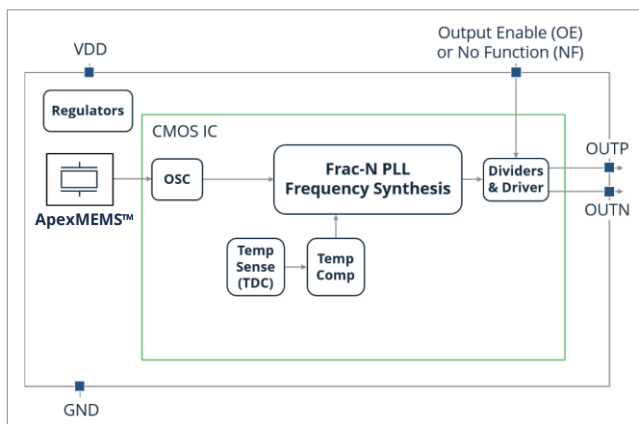 VDD
Output Enable (OE)
or No Function (NF)
Regulators
CMOS IC
OUTP
OSC
Frac-N PLL
Frequency Synthesis
Dividers
& Driver
ApexMEMS™
OUTN
Temp
Sense
(TDC)
Temp
Comp
GND